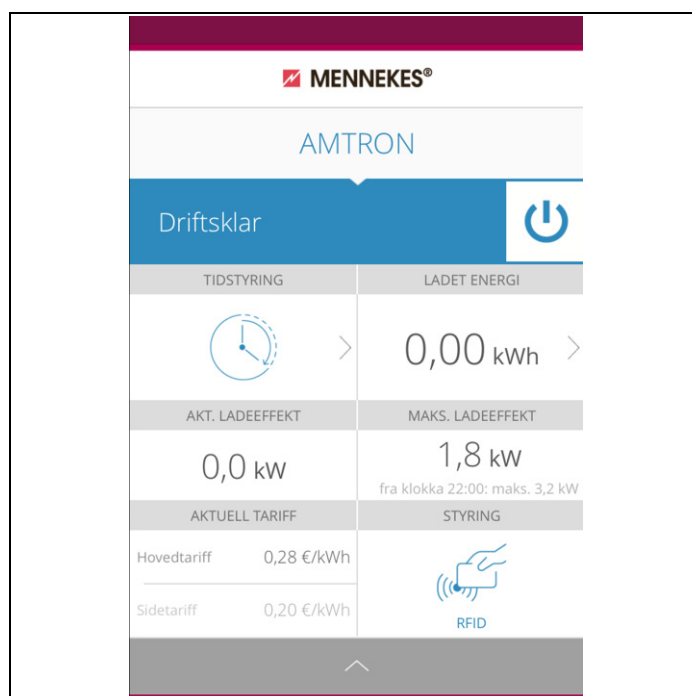 MENNEKES®
AMTRON
Driftsklar
TIDSTYRING
LADET ENERGI
0,00 kWh
AKT. LADEEFFEKT
MAKS. LADEEFFEKT
0,0 kW
1,8 kW
fra klokka 22:00: maks. 3,2 kW
AKTUELL TARIFF
STYRING
Hovedtariff 0,28 €/kWh
Sidetariff 0,20 €/kWh
RFID